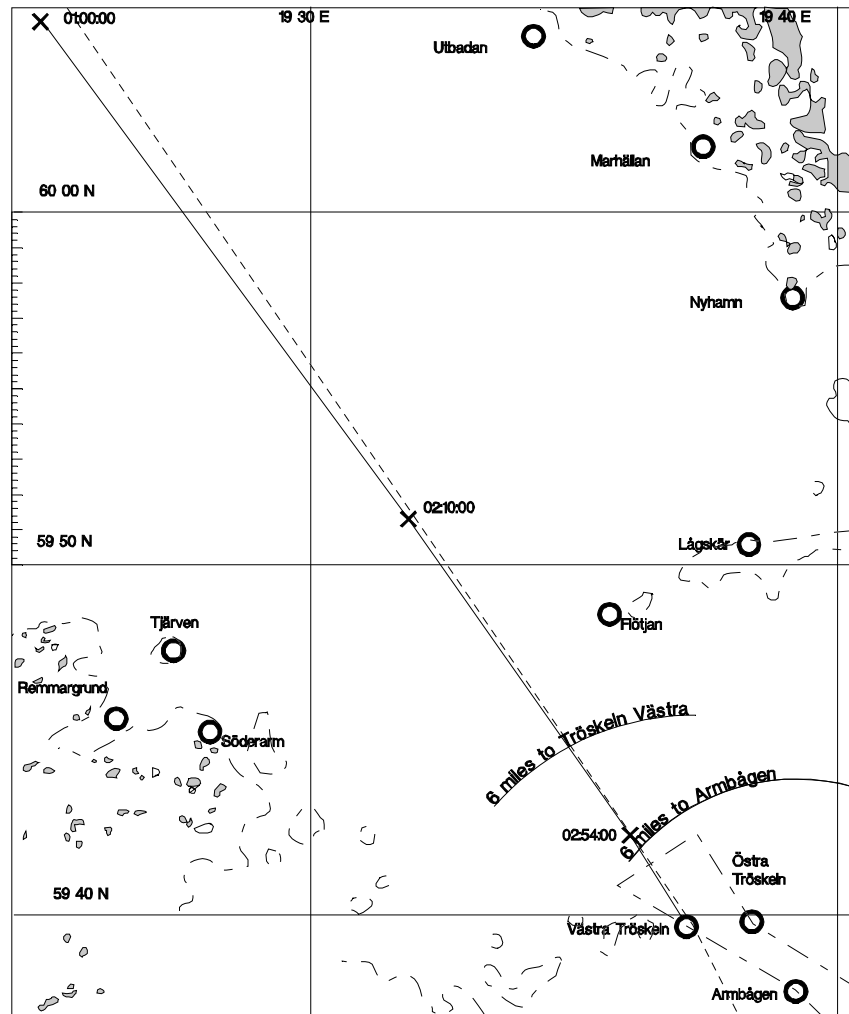 01:00:00
19 30 E
19 40 E
Utbadan
Marhällan
60 00 N
Nyhamn
02:10:00
59 50 N
Lågskär
Flötjan
Tjärven
Remmargrund
Söderarm
6 miles to Tröskeln Västra
6 miles to Armbågen
02:54:00
Östra
Tröskeln
59 40 N
Västra Tröskeln
Armbågen